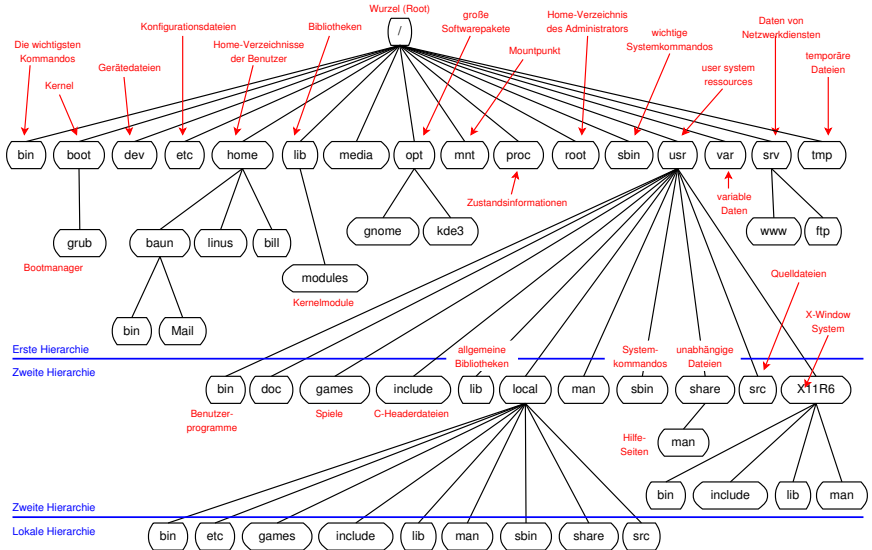 Wurzel (Root)
/
Die wichtigsten
Kommandos
Kernel
Gerätedateien
Konfigurationsdateien
Home-Verzeichnisse
der Benutzer
Bibliotheken
große
Softwarepakete
Mountpunkt
Home-Verzeichnis
des Administrators
wichtige
Systemkommandos
user system
ressources
Daten von
Netzwerkdiensten
temporäre
Dateien
bin boot dev etc home lib media opt mnt proc root sbin usr var srv tmp
Zustandsinformationen
variable
Daten
grub baun linus bill gnome kde3 www ftp
Bootmanager
modules
Kernelmodule
Quelldateien
bin Mail
X-Window
System
Erste Hierarchie
allgemeine
Bibliotheken
System-
kommandos
unabhängige
Dateien
Zweite Hierarchie
bin doc games include lib local man sbin share src X11R6
Benutzer-
programme
Spiele
C-Headerdateien
Hilfe-
Seiten
man
bin include lib man
Zweite Hierarchie
Lokale Hierarchie
bin etc games include lib man sbin share src